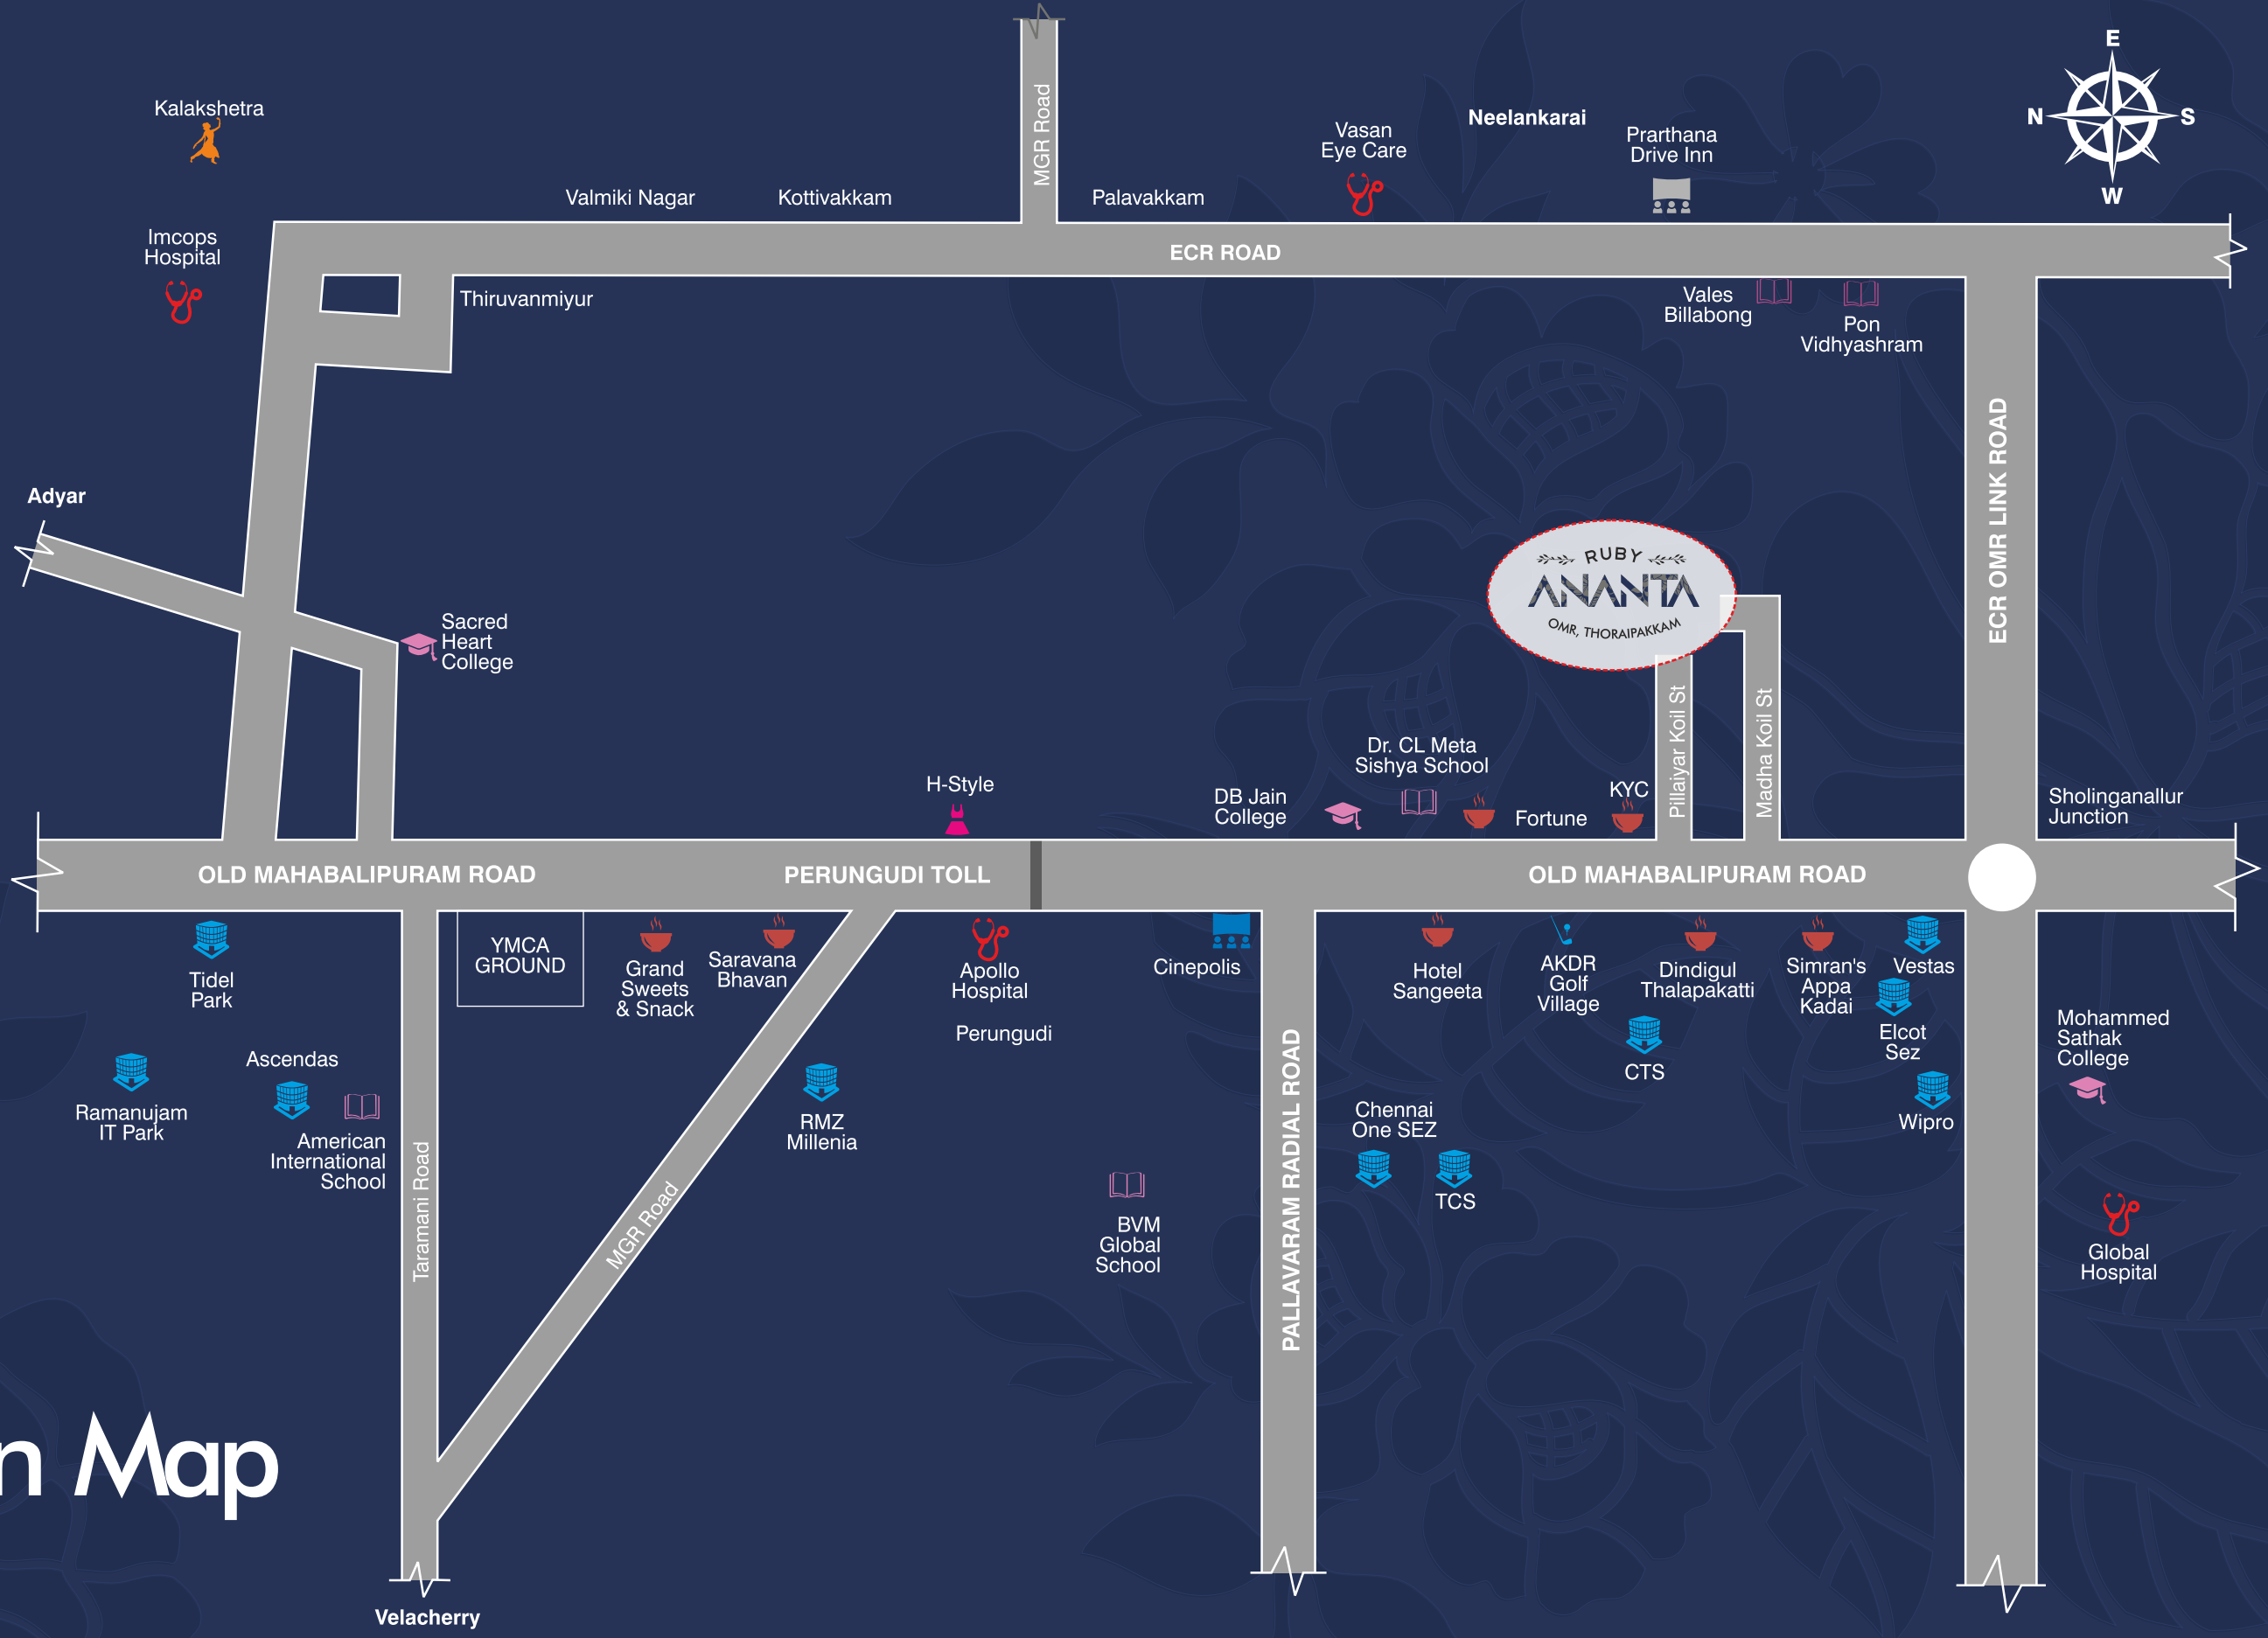 E
N
S
W
MGR Road
Kalakshetra
Vasan
Eye Care
Neelankarai
Prarthana
Drive Inn
Valmiki Nagar
Kottivakkam
Palavakkam
Imcops
Hospital
ECR ROAD
Thiruvanmiyur
Vales
Billabong
Pon
Vidhyashram
ECR OMR LINK ROAD
Adyar
RUBY
ANANTA
OMR, THORAIPAKKAM
Sacred
Heart
College
Pillaiyar Koil St
Madha Koil St
H-Style
DB Jain
College
Dr. CL Meta
Sishya School
Fortune
KYC
Sholinganallur
Junction
OLD MAHABALIPURAM ROAD
PERUNGUDI TOLL
OLD MAHABALIPURAM ROAD
Tidel
Park
YMCA
GROUND
Grand
Sweets
& Snack
Saravana
Bhavan
Apollo
Hospital
Perungudi
Cinepolis
Hotel
Sangeeta
AKDR
Golf
Village
Dindigul
Thalapakatti
Simran's
Appa
Kadai
Vestas
Elcot
Sez
CTS
Wipro
Mohammed
Sathak
College
Ramanujam
IT Park
Ascendas
American
International
School
Taramani Road
MGR Road
RMZ
Millenia
BVM
Global
School
PALLAVARAM RADIAL ROAD
Chennai
One SEZ
TCS
Global
Hospital
n Map
Velacherry